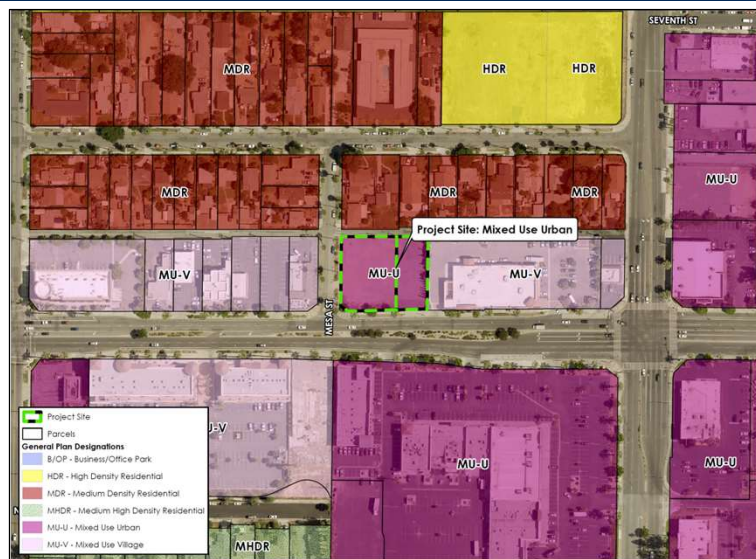 SEVENTH ST
MDR
HDR
HDR
MDR
MDR
MDR
MU-U
Project Site: Mixed Use Urban
MU-V
MU-U
MU-V
MESA ST
MU-U
MU-U
MHDR
Project Site
Parcels
General Plan Designations
B/OP - Business/Office Park
HDR - High Density Residential
MDR - Medium Density Residential
MHDR - Medium High Density Residential
MU-U - Mixed Use Urban
MU-V - Mixed Use Village